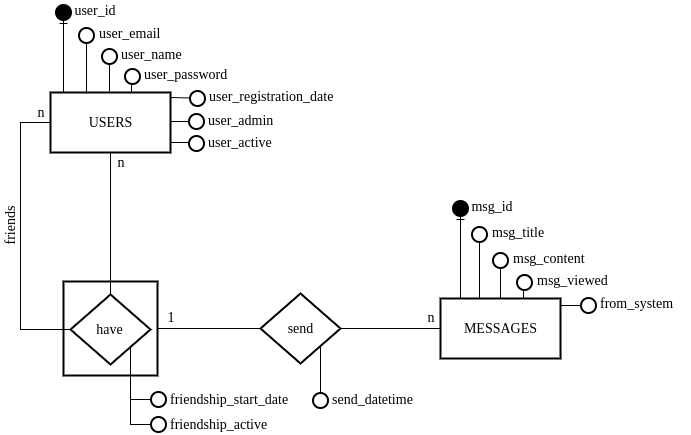 user_id
user_email
user_name
user_password
user_registration_date
user_admin
user_active
n
USERS
n
friends
have
1
send
n
friendship_start_date
friendship_active
send_datetime
msg_id
msg_title
msg_content
msg_viewed
from_system
MESSAGES